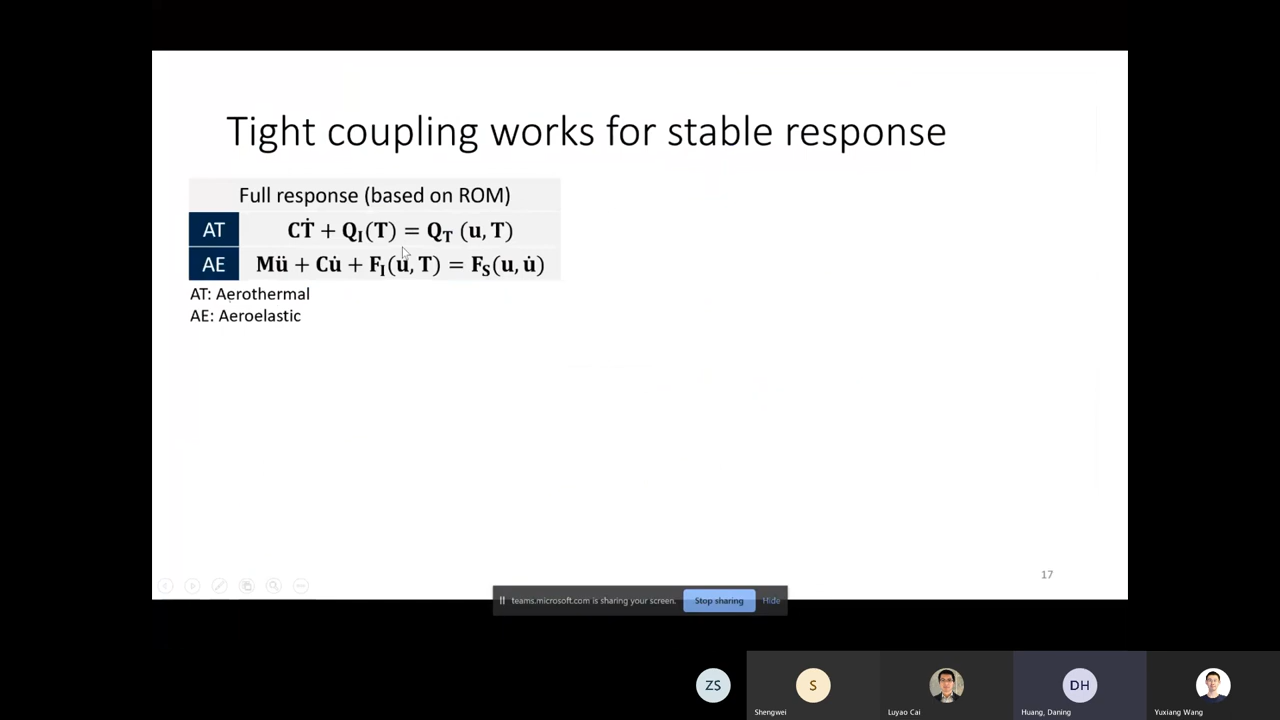 Tight coupling works for stable response
Full response (based on ROM)
AT CṪ + Q_I(T) = Q_T (u, T)
AE Mü + Cu̇ + F_I(u, T) = F_S(u, u̇)
AT: Aerothermal
AE: Aeroelastic
17
teams.microsoft.com is sharing your screen. Stop sharing Hide
ZS S DH
Shengwei Luyao Cai Huang, Daning Yuxiang Wang